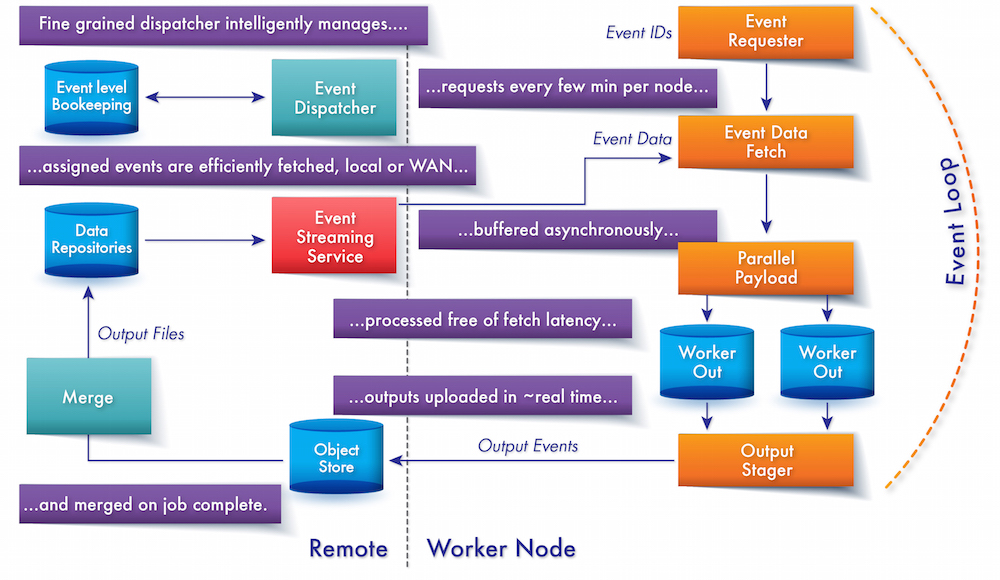 Fine grained dispatcher intelligently manages....
Event IDs
Event
Requester
Event level
Bookeeping
Event
Dispatcher
...requests every few min per node...
Event Data
Event Data
Fetch
...assigned events are efficiently fetched, local or WAN...
Data
Repositories
Event
Streaming
Service
...buffered asynchronously...
Parallel
Payload
Event Loop
Output Files
...processed free of fetch latency...
Worker
Out
Worker
Out
Merge
...outputs uploaded in ~real time...
Object
Store
Output Events
Output
Stager
...and merged on job complete.
Remote
Worker Node